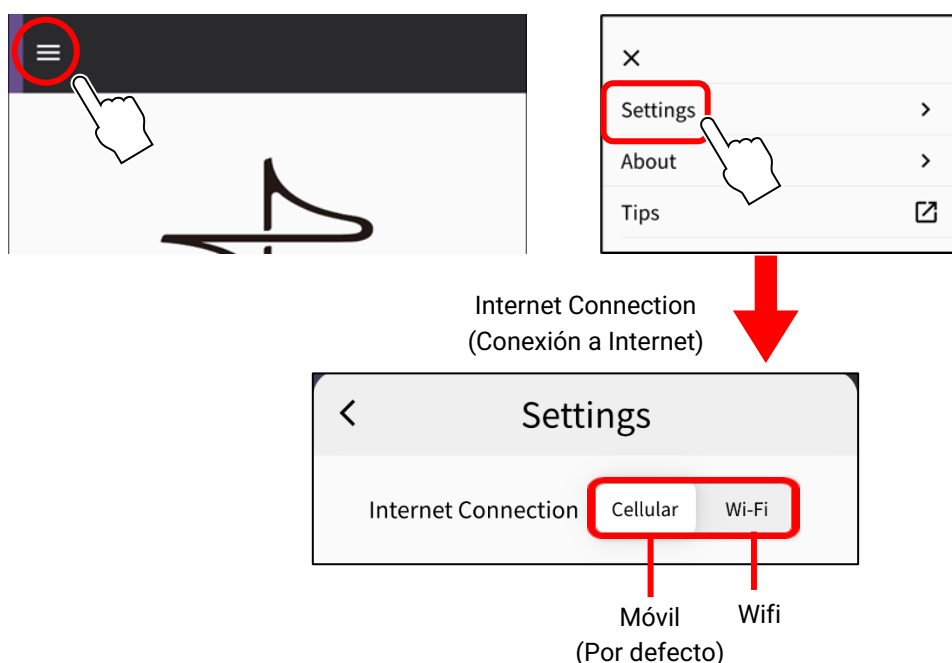 Settings
About
Tips
Internet Connection
(Conexión a Internet)
Settings
Internet Connection Cellular Wi-Fi
Móvil Wifi
(Por defecto)